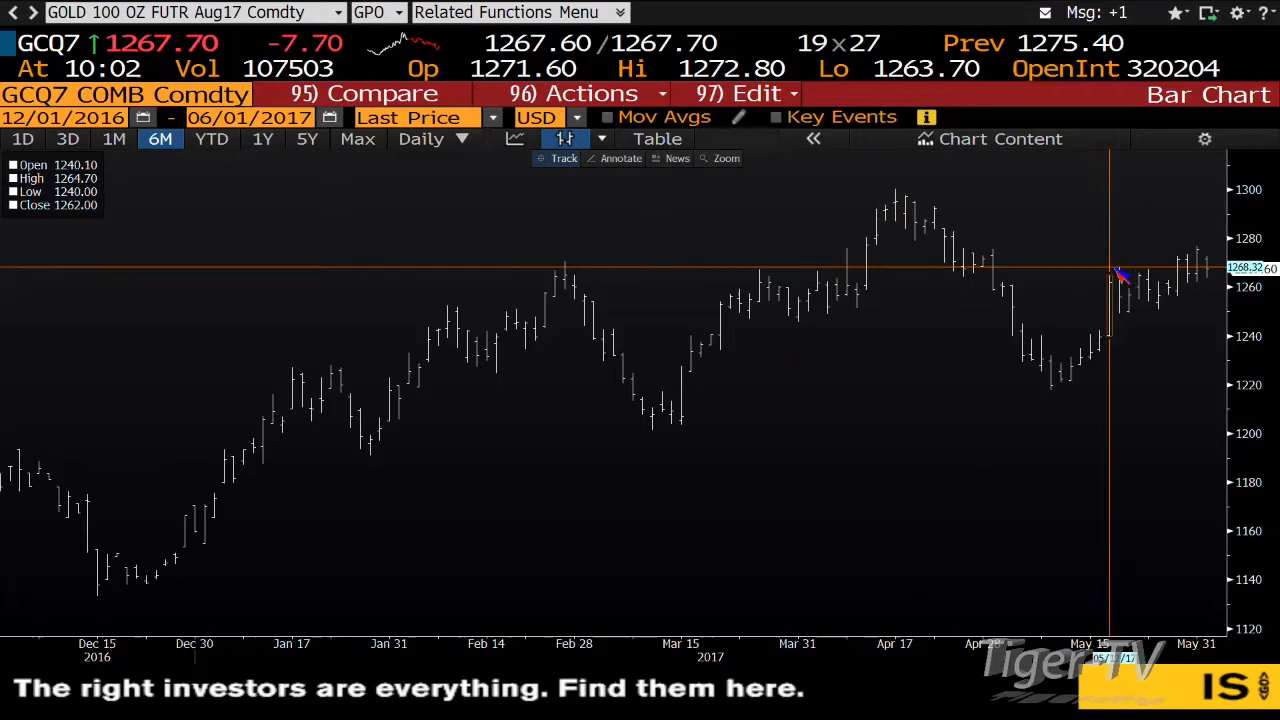 GOLD 100 OZ FUTR Aug17 Comdty GPO Related Functions Menu Msg: +1 ?
GCQ7 ↑1267.70 -7.70 1267.60/1267.70 19x27 Prev 1275.40
At 10:02 Vol 107503 Op 1271.60 Hi 1272.80 Lo 1263.70 OpenInt 320204
GCQ7 COMB Comdty 95) Compare 96) Actions 97) Edit Bar Chart
12/01/2016 - 06/01/2017 Last Price USD Mov Avgs Key Events
1D 3D 1M 6M YTD 1Y 5Y Max Daily Table Chart Content
Track Annotate News Zoom
Open 1240.10
High 1264.70
Low 1240.00
Close 1262.00
1300
1280
1268.32
1260
1240
1220
1200
1180
1160
1140
1120
Dec 15 Dec 30 Jan 17 Jan 31 Feb 14 Feb 28 Mar 15 Mar 31 Apr 17 Apr 28 May 15 May 31
2016 2017
Tiger-TV
The right investors are everything. Find them here. IS